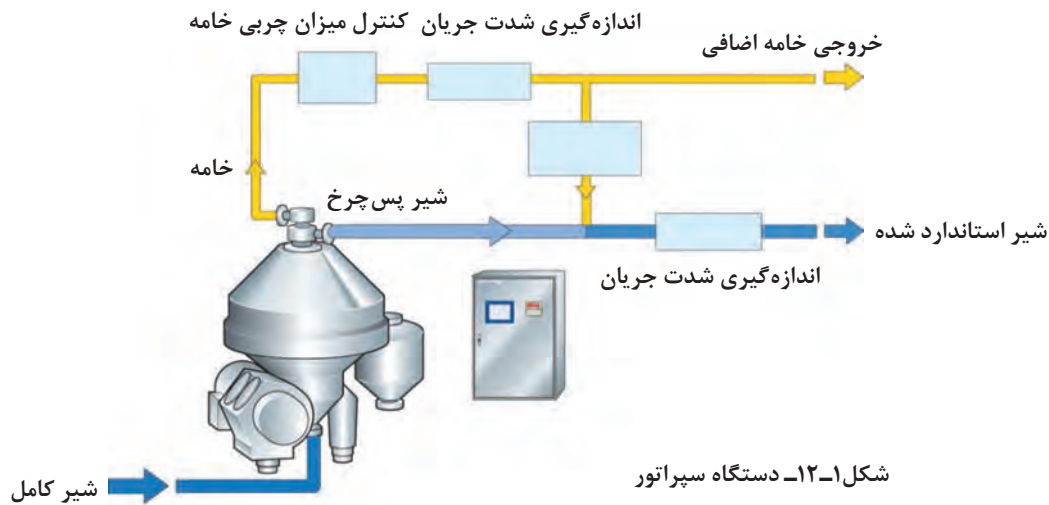 کنترل میزان چربی خامه
اندازه‌گیری شدت جریان
خروجی خامه اضافی
خامه
شیر پس‌چرخ
شیر استاندارد شده
اندازه‌گیری شدت جریان
شیر کامل
شکل۱ـ۱۲ـ دستگاه سپراتور